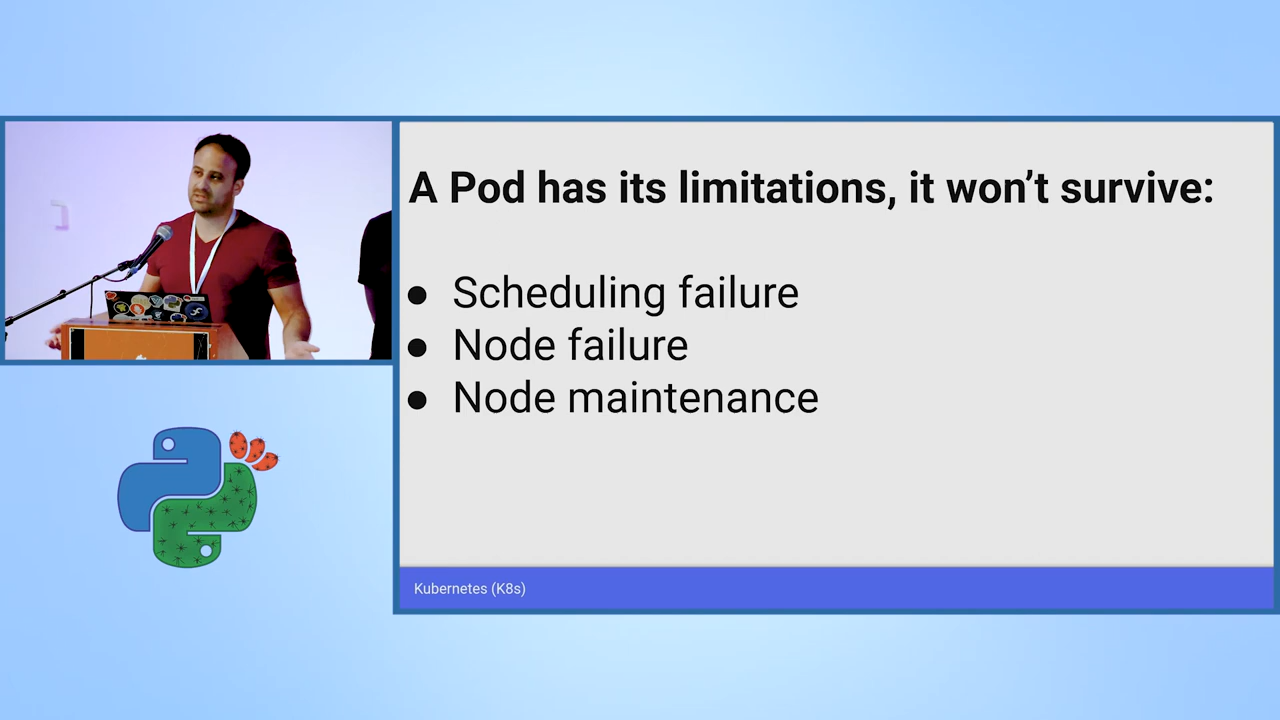 A Pod has its limitations, it won’t survive:
● Scheduling failure
● Node failure
● Node maintenance
Kubernetes (K8s)